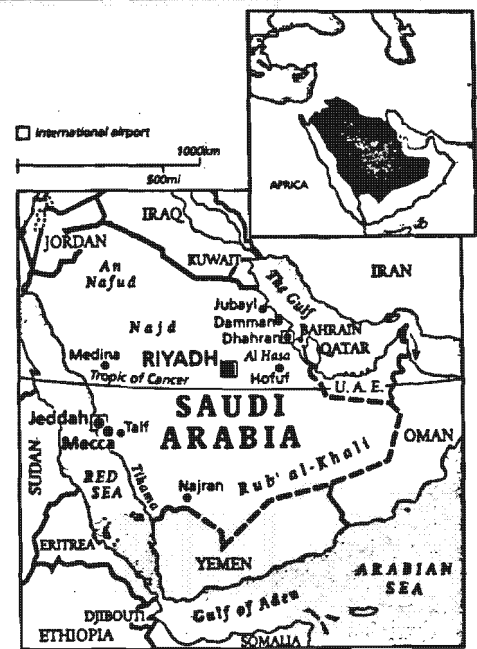 International airport
1000km
500mi
AFRICA
IRAQ
JORDAN
An
Nafud
KUWAIT
IRAN
The Gulf
Jubayl
Damman
Dhahran
BAHRAIN
QATAR
Najd
Al Hasa
Medina
RIYADH
Hofuf
Tropic of Cancer
U.A.E.
SAUDI
ARABIA
Jeddah
Mecca
Taif
OMAN
SUDAN
RED
SEA
Tihama
Rub' al-Khali
Najran
ERITREA
YEMEN
ARABIAN
SEA
Gulf of Aden
DJIBOUTI
ETHIOPIA
SOMALIA